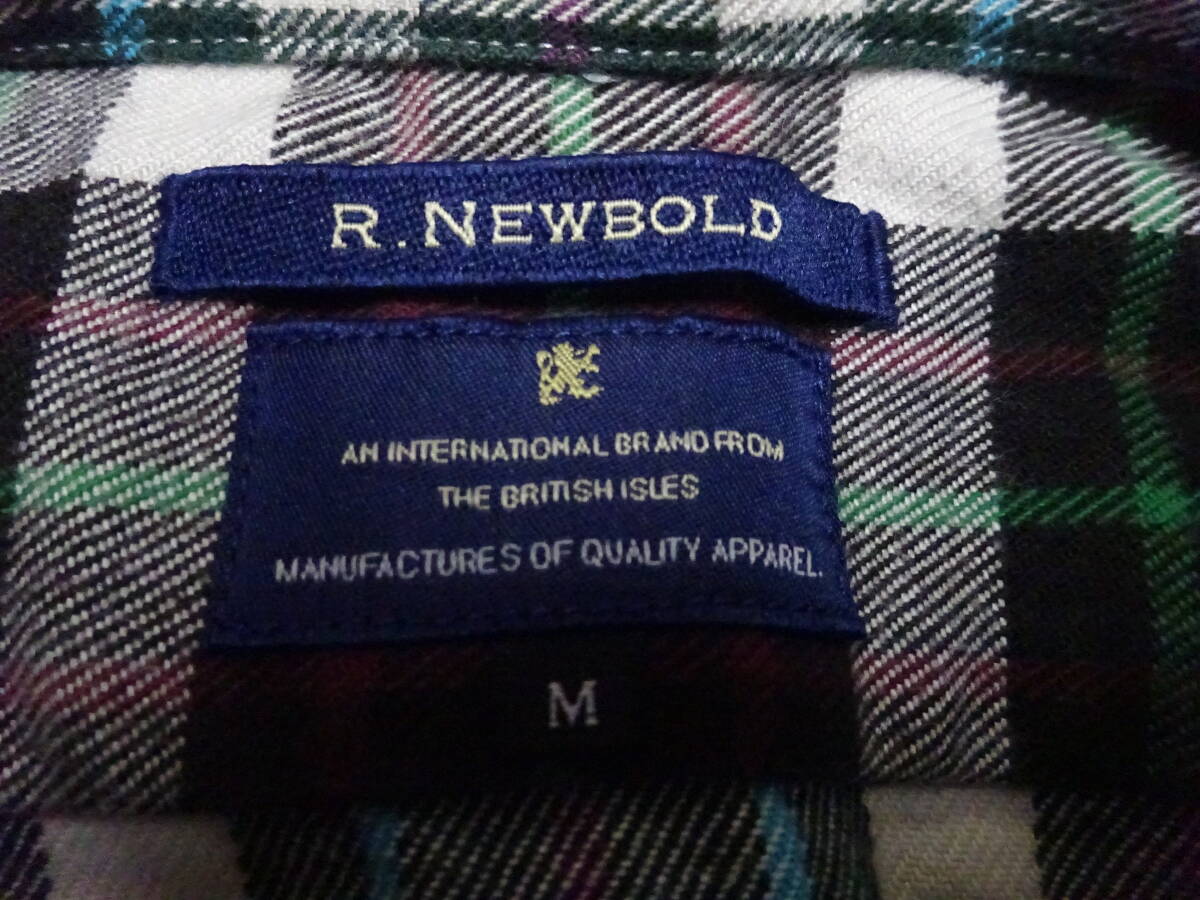 R. NEWBOLD
AN INTERNATIONAL BRAND FROM
THE BRITISH ISLES
MANUFACTURES OF QUALITY APPAREL.
M